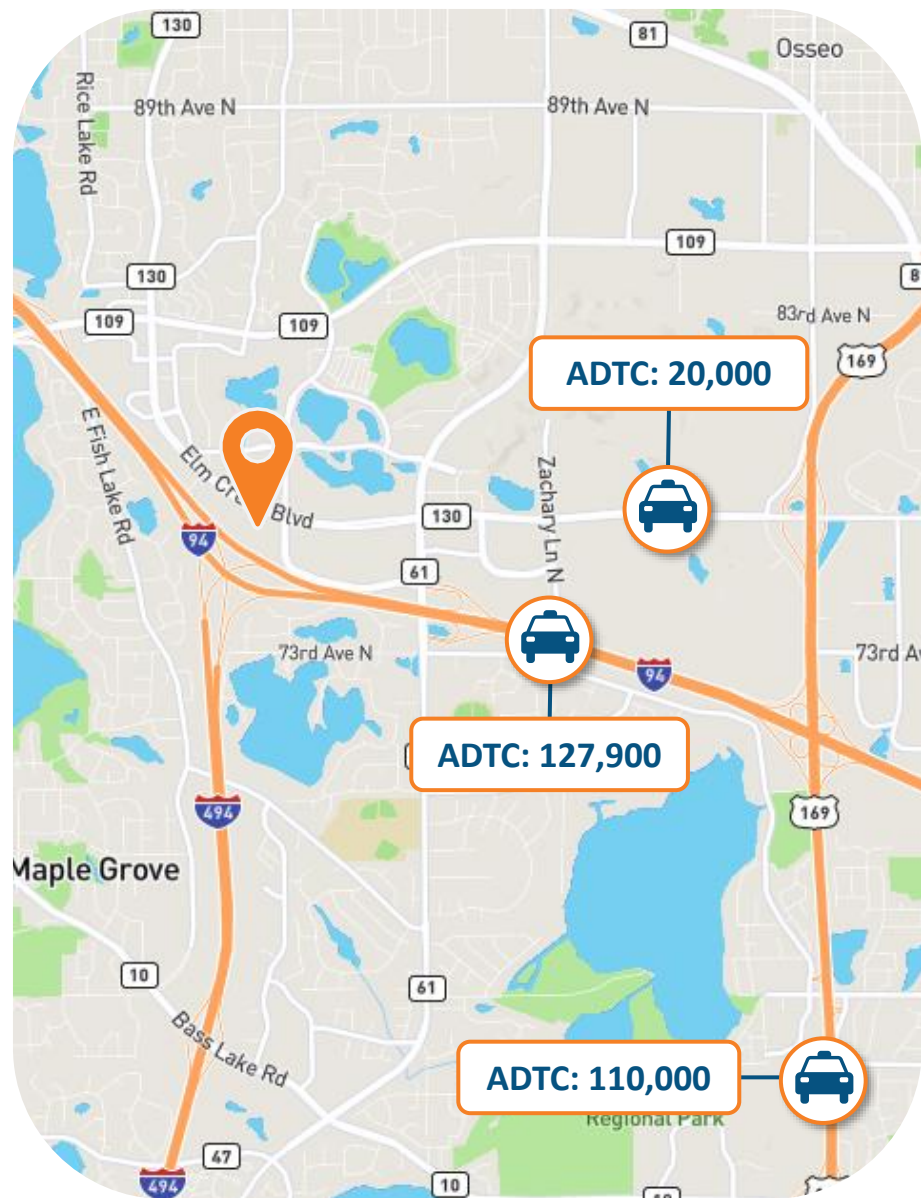 130
81
Osseo
Rice Lake Rd
89th Ave N
89th Ave N
109
130
109
109
83rd Ave N
169
ADTC: 20,000
E Fish Lake Rd
Blvd
94
130
Zachary Ln N
61
73rd Ave N
94
73rd
ADTC: 127,900
494
169
Maple Grove
10
61
Bass Lake Rd
ADTC: 110,000
Regional Park
47
494
10